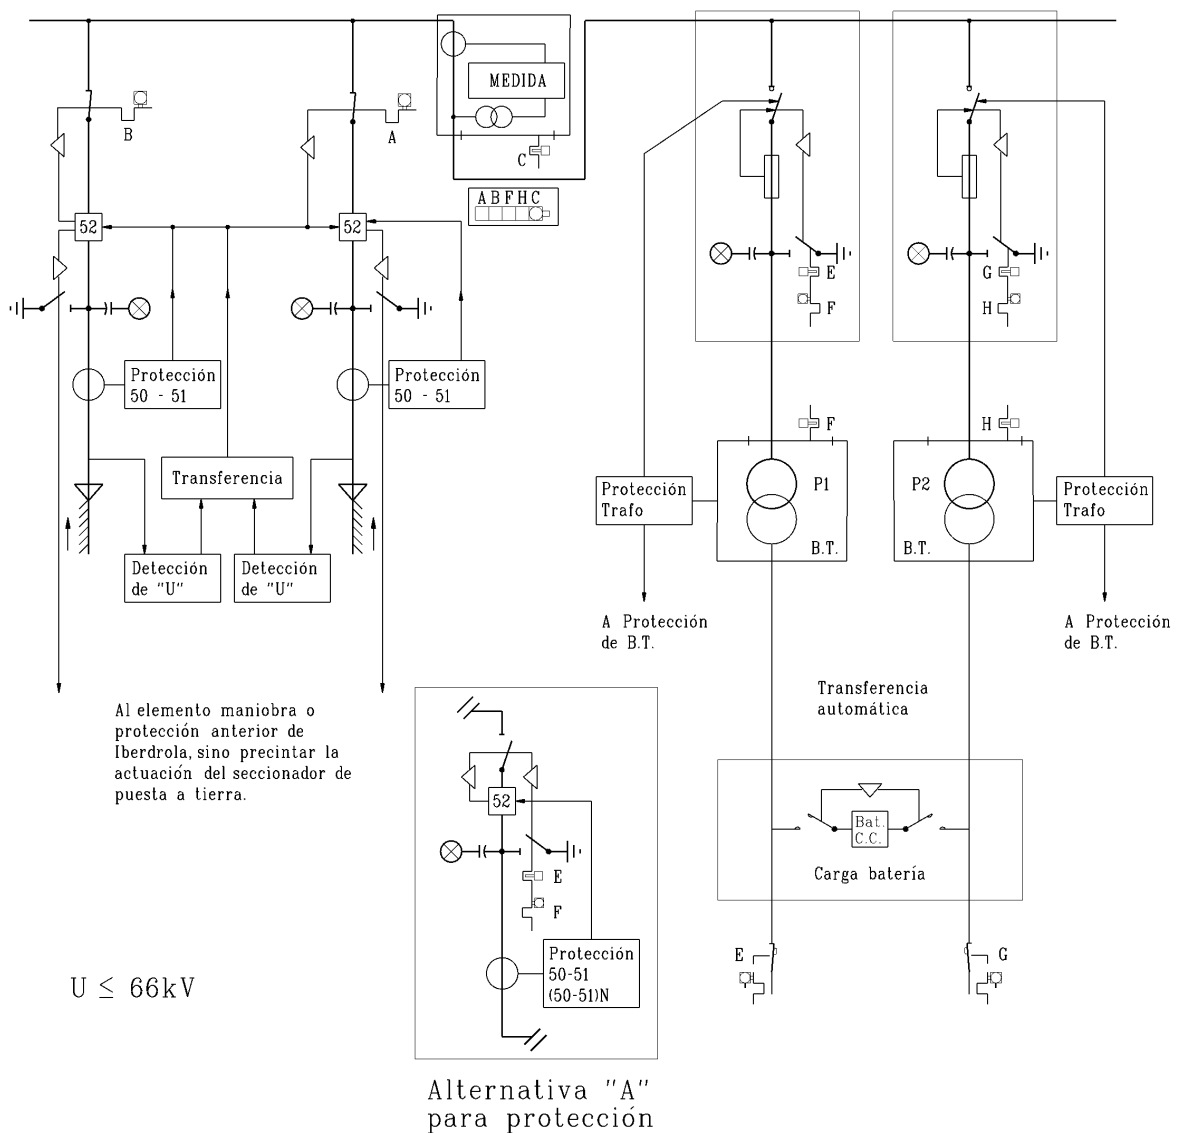 MEDIDA
B
A
C
A B F H C
52
52
E
F
G
H
Protección
50 - 51
Protección
50 - 51
F
H
Transferencia
P1
P2
Protección
Trafo
Protección
Trafo
B.T.
B.T.
Detección
de "U"
Detección
de "U"
A Protección
de B.T.
A Protección
de B.T.
Transferencia
automática
Al elemento maniobra o
protección anterior de
Iberdrola, sino precintar la
actuación del seccionador de
puesta a tierra.
52
Bat.
C.C.
Carga batería
E
F
Protección
50-51
(50-51)N
E
G
U ≤ 66kV
Alternativa "A"
para protección